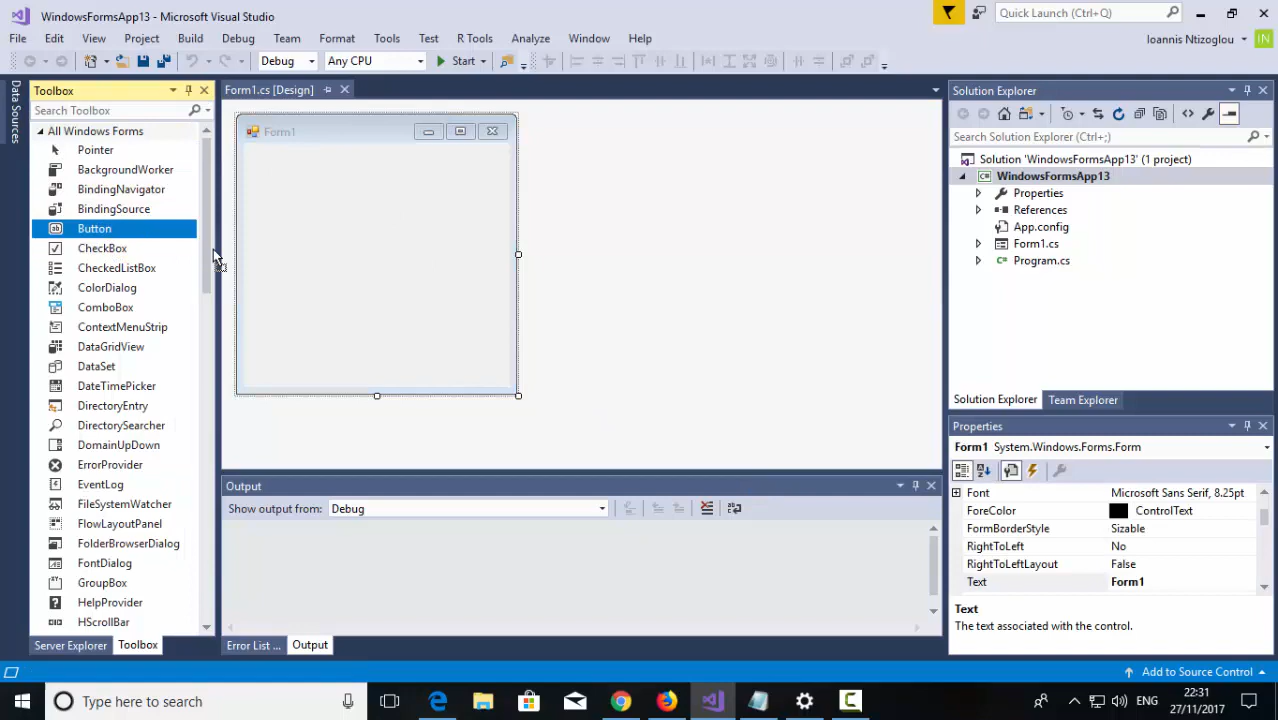 WindowsFormsApp13 - Microsoft Visual Studio
Quick Launch (Ctrl+Q)
File Edit View Project Build Debug Team Format Tools Test R Tools Analyze Window Help
Ioannis Ntizoglou IN
Debug Any CPU Start
Data Sources
Toolbox
Search Toolbox
All Windows Forms
Pointer
BackgroundWorker
BindingNavigator
BindingSource
Button
CheckBox
CheckedListBox
ColorDialog
ComboBox
ContextMenuStrip
DataGridView
DataSet
DateTimePicker
DirectoryEntry
DirectorySearcher
DomainUpDown
ErrorProvider
EventLog
FileSystemWatcher
FlowLayoutPanel
FolderBrowserDialog
FontDialog
GroupBox
HelpProvider
HScrollBar
Server Explorer Toolbox
Form1.cs [Design]
Form1
Output
Show output from: Debug
Error List ... Output
Solution Explorer
Search Solution Explorer (Ctrl+;)
Solution 'WindowsFormsApp13' (1 project)
C# WindowsFormsApp13
Properties
References
App.config
Form1.cs
C# Program.cs
Solution Explorer Team Explorer
Properties
Form1 System.Windows.Forms.Form
Font Microsoft Sans Serif, 8.25pt
ForeColor ControlText
FormBorderStyle Sizable
RightToLeft No
RightToLeftLayout False
Text Form1
Text
The text associated with the control.
Add to Source Control
Type here to search
ENG
22:31
27/11/2017